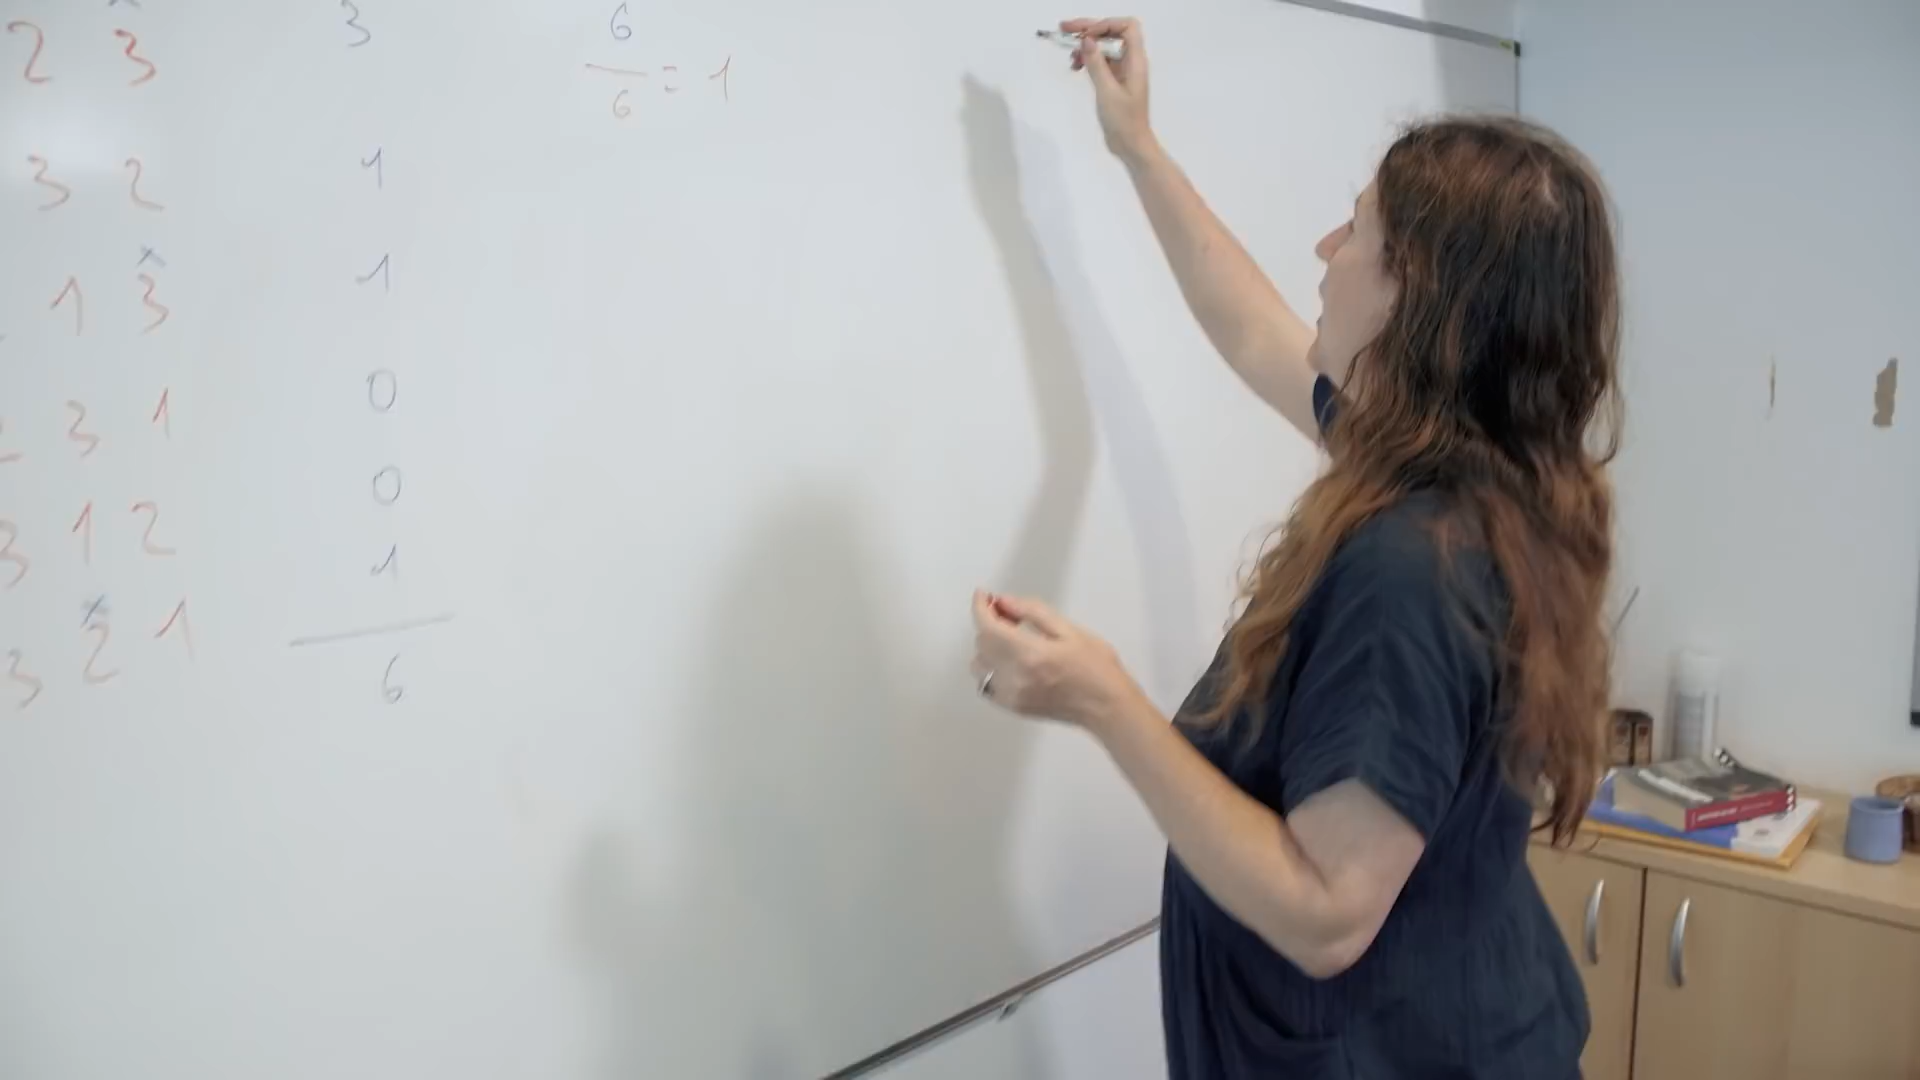 2 3 3 6/6 = 1
3 2 1
1 3 1
2 3 1 0
3 1 2 0
3 2 1 1
6